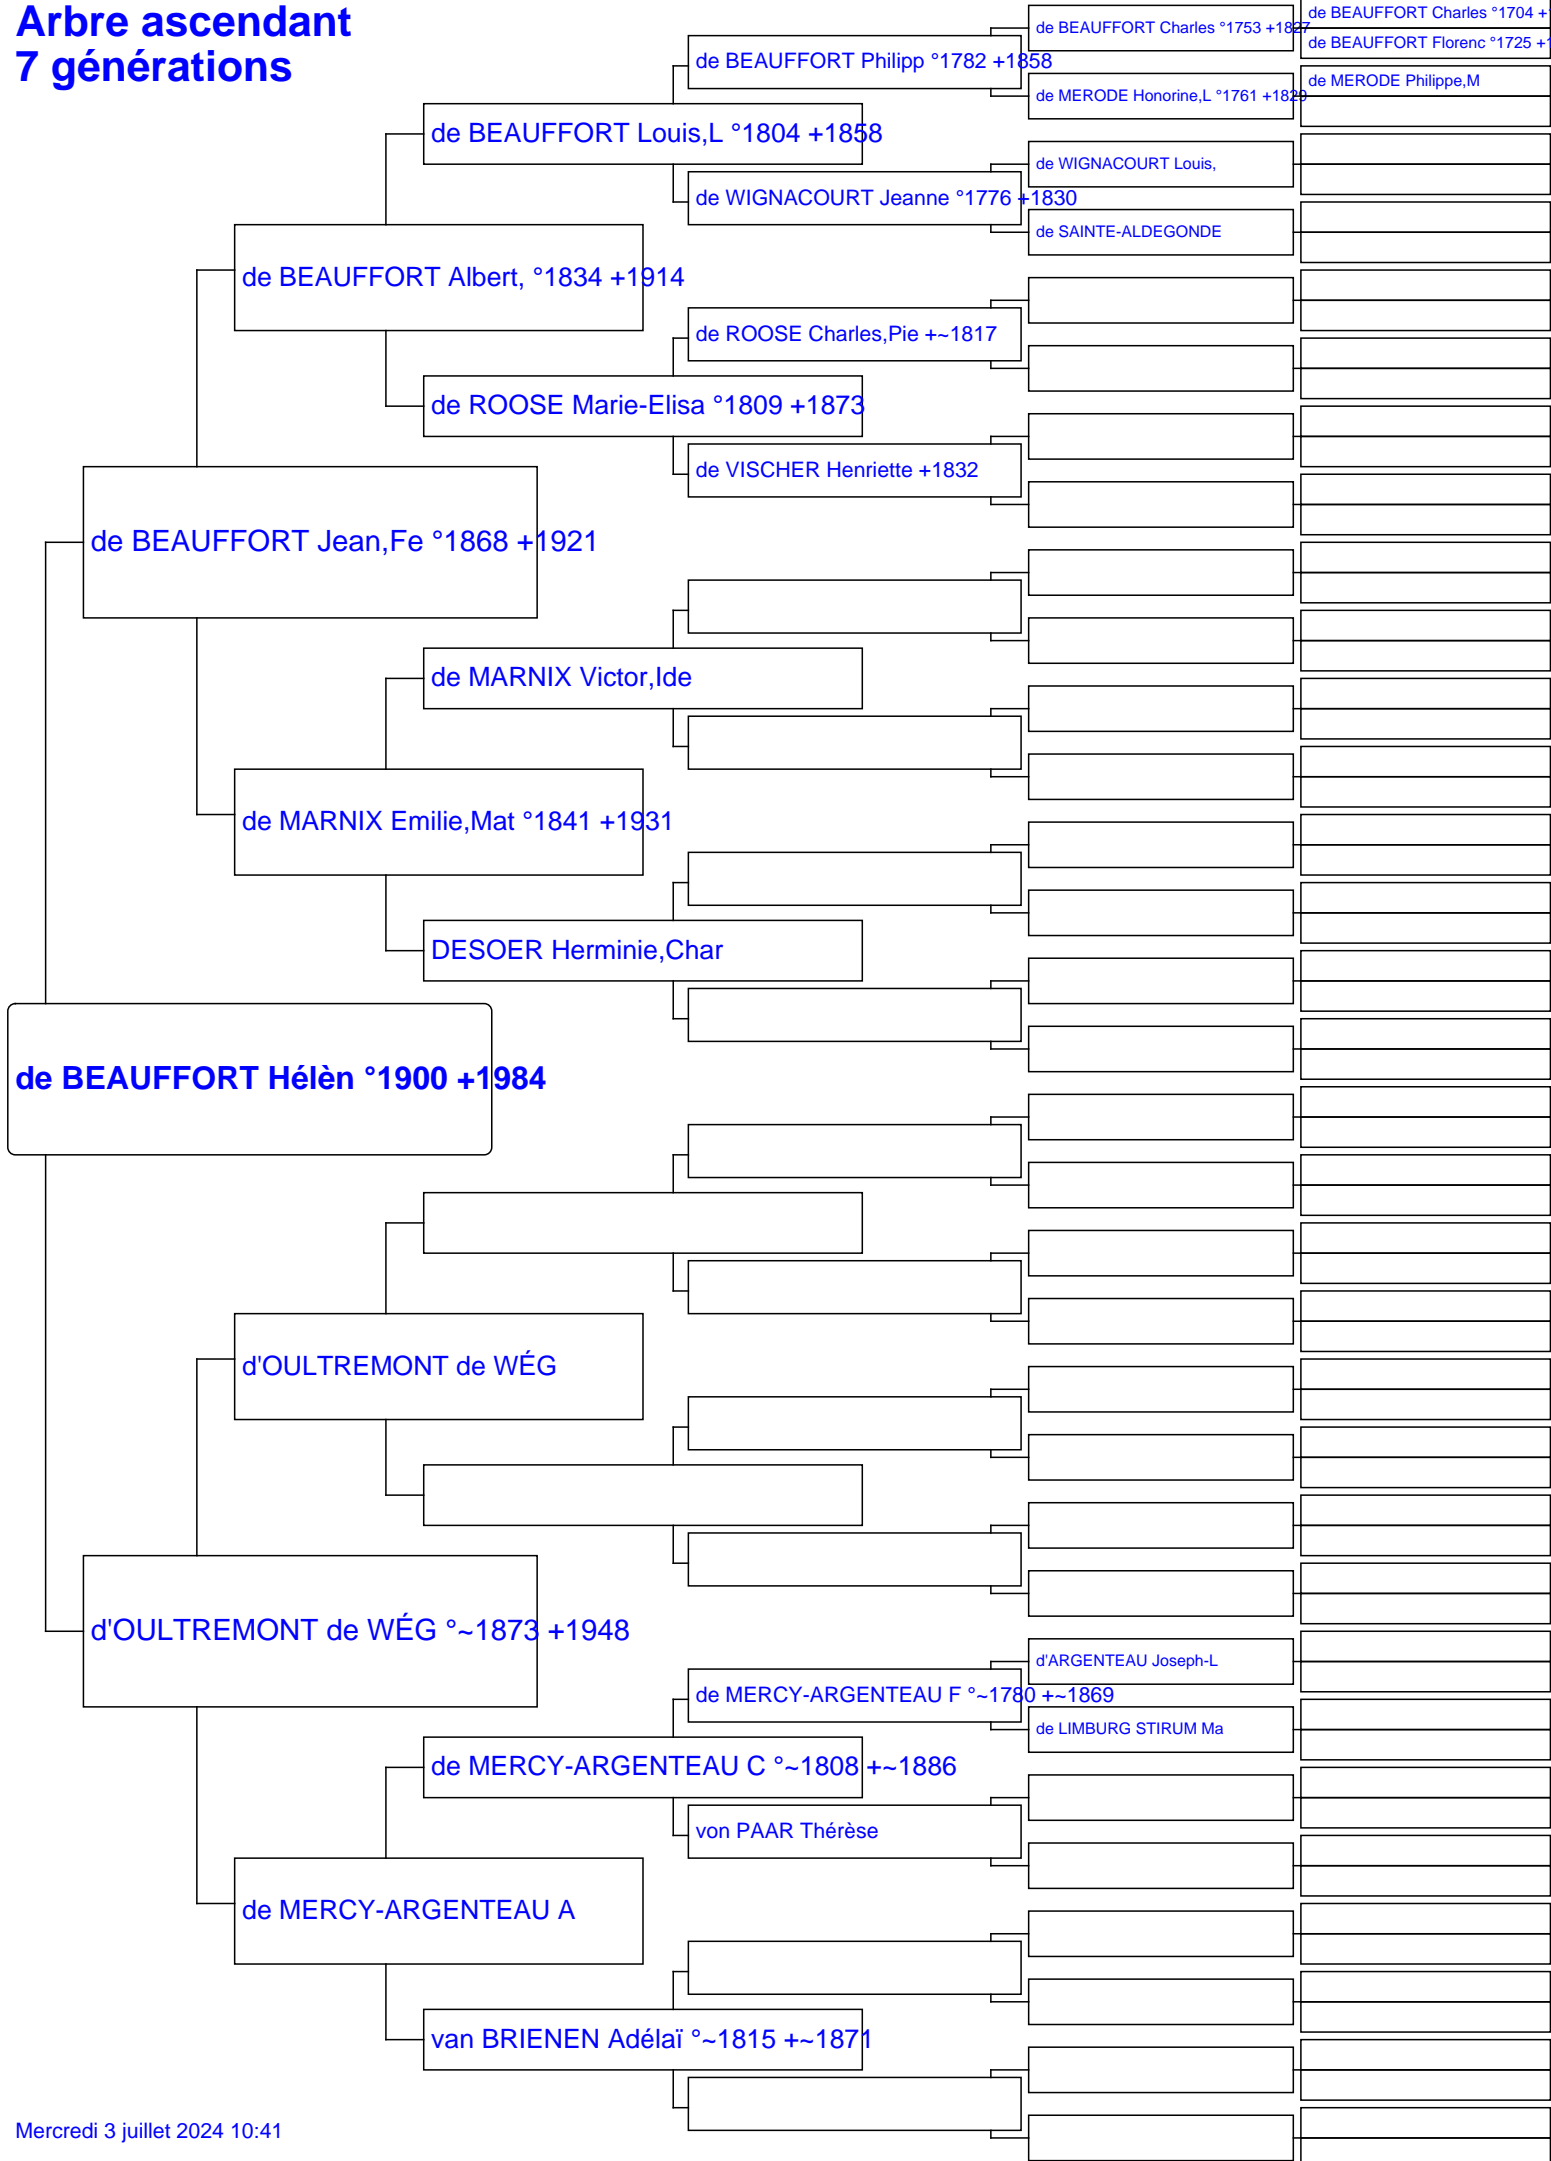 Arbre ascendant
7 générations
de BEAUFFORT Charles °1704 +
de BEAUFFORT Charles °1753 +1827
de BEAUFFORT Florenc °1725 +1
de BEAUFFORT Philipp °1782 +1858
de MERODE Philippe,M
de MERODE Honorine,L °1761 +1829
de BEAUFFORT Louis,L °1804 +1858
de WIGNACOURT Louis,
de WIGNACOURT Jeanne °1776 +1830
de SAINTE-ALDEGONDE
de BEAUFFORT Albert, °1834 +1914
de ROOSE Charles,Pie +~1817
de ROOSE Marie-Elisa °1809 +1873
de VISCHER Henriette +1832
de BEAUFFORT Jean,Fe °1868 +1921
de MARNIX Victor,Ide
de MARNIX Emilie,Mat °1841 +1931
DESOER Herminie,Char
de BEAUFFORT Hélèn °1900 +1984
d'OULTREMONT de WÉG
d'OULTREMONT de WÉG °~1873 +1948
d'ARGENTEAU Joseph-L
de MERCY-ARGENTEAU F °~1780 +~1869
de LIMBURG STIRUM Ma
de MERCY-ARGENTEAU C °~1808 +~1886
von PAAR Thérèse
de MERCY-ARGENTEAU A
van BRIENEN Adélaï °~1815 +~1871
Mercredi 3 juillet 2024 10:41